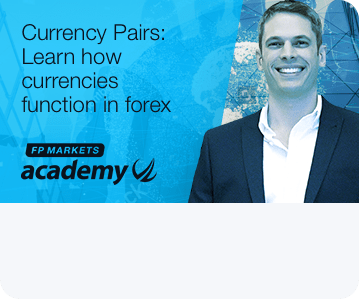 Currency Pairs:
Learn how
currencies
function in forex
FP MARKETS
academy